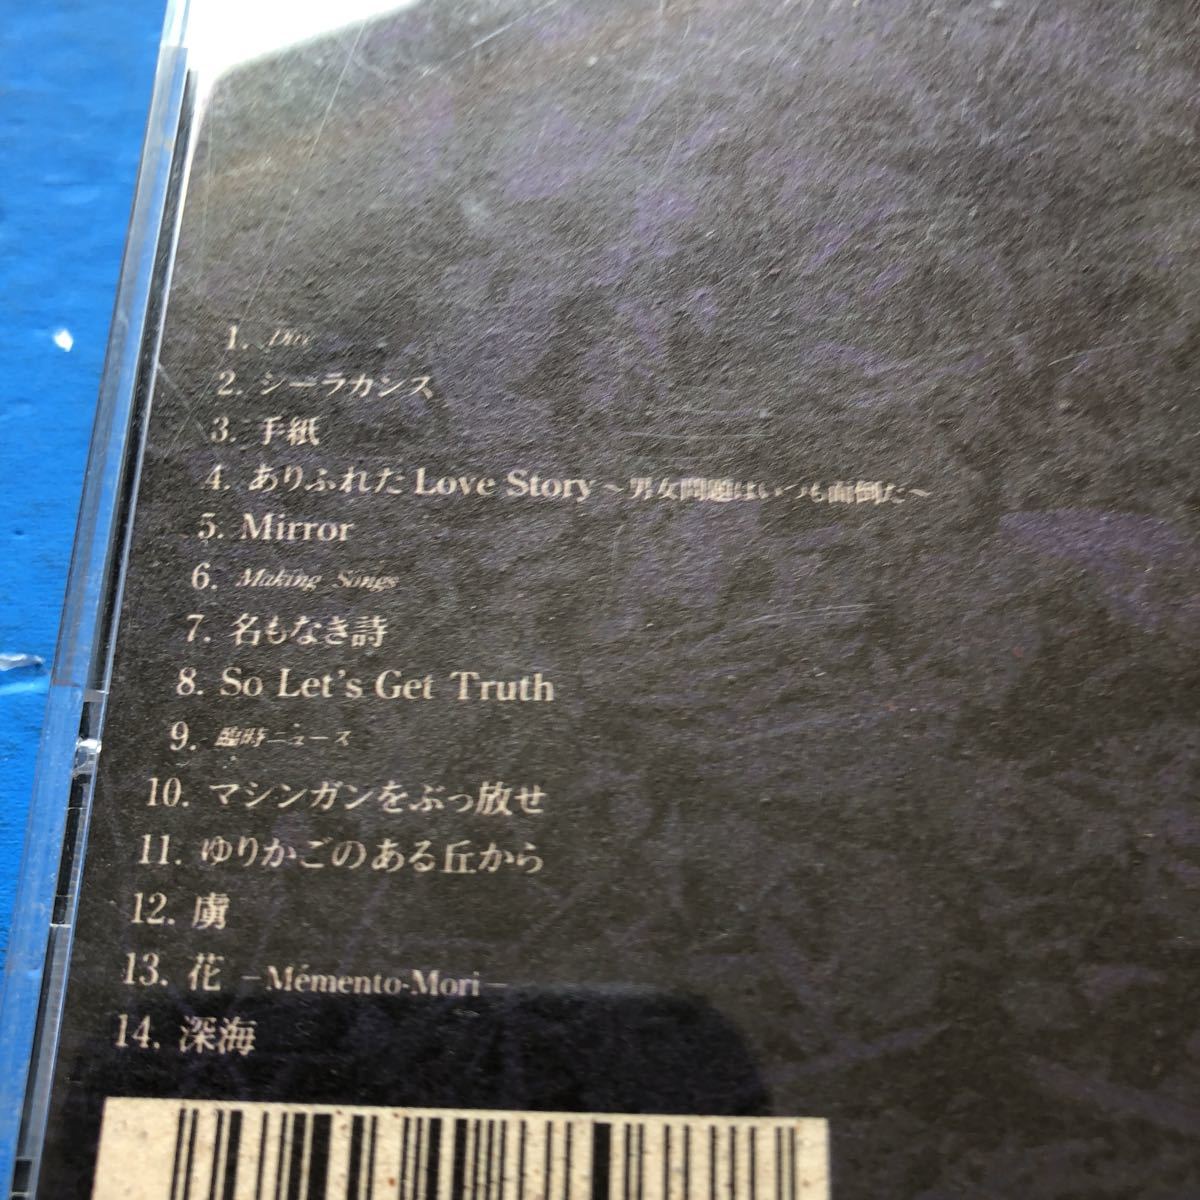 1. Dive
2. シーラカンス
3. 手紙
4. ありふれた Love Story ～男女問題はいつも面倒だ～
5. Mirror
6. Making Songs
7. 名もなき詩
8. So Let's Get Truth
9. 臨時ニュース
10. マシンガンをぶっ放せ
11. ゆりかごのある丘から
12. 虜
13. 花 −Mémento-Mori−
14. 深海